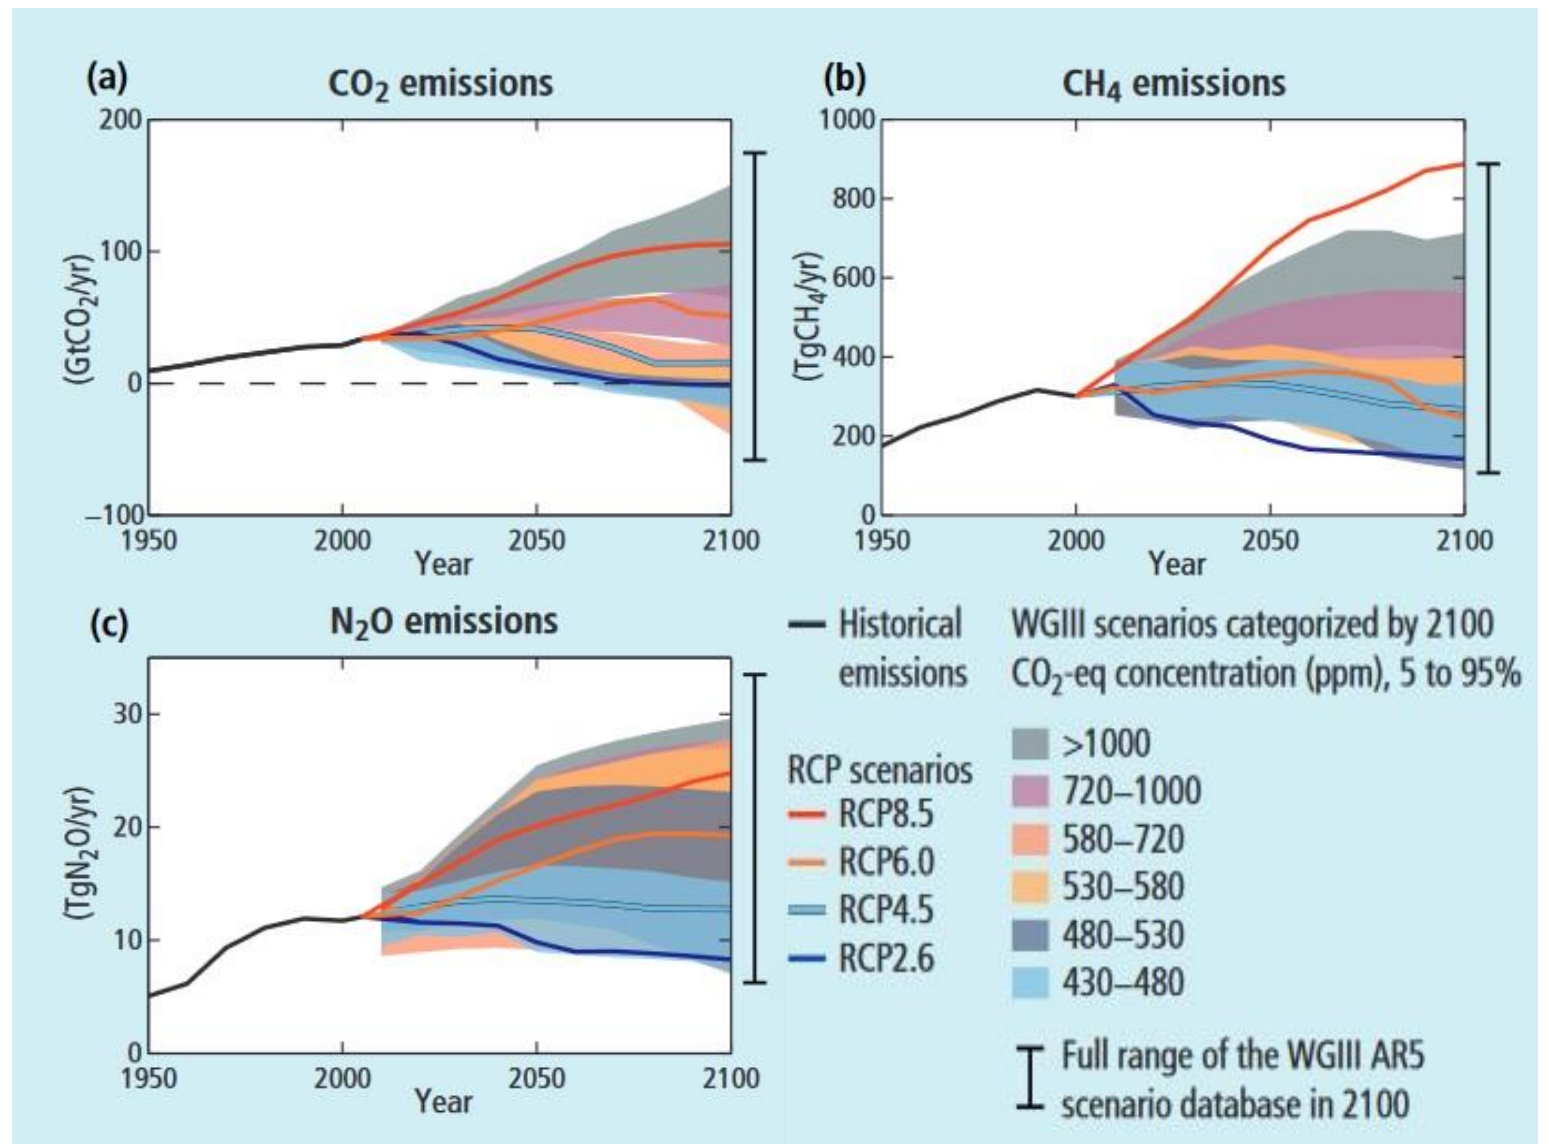 (a)
CO₂ emissions
(GtCO₂/yr)
200
100
0
–100
1950 2000 2050 2100
Year
(b)
CH₄ emissions
(TgCH₄/yr)
1000
800
600
400
200
0
1950 2000 2050 2100
Year
(c)
N₂O emissions
(TgN₂O/yr)
30
20
10
0
1950 2000 2050 2100
Year
Historical
emissions
RCP scenarios
RCP8.5
RCP6.0
RCP4.5
RCP2.6
WGIII scenarios categorized by 2100
CO₂-eq concentration (ppm), 5 to 95%
>1000
720–1000
580–720
530–580
480–530
430–480
Full range of the WGIII AR5
scenario database in 2100